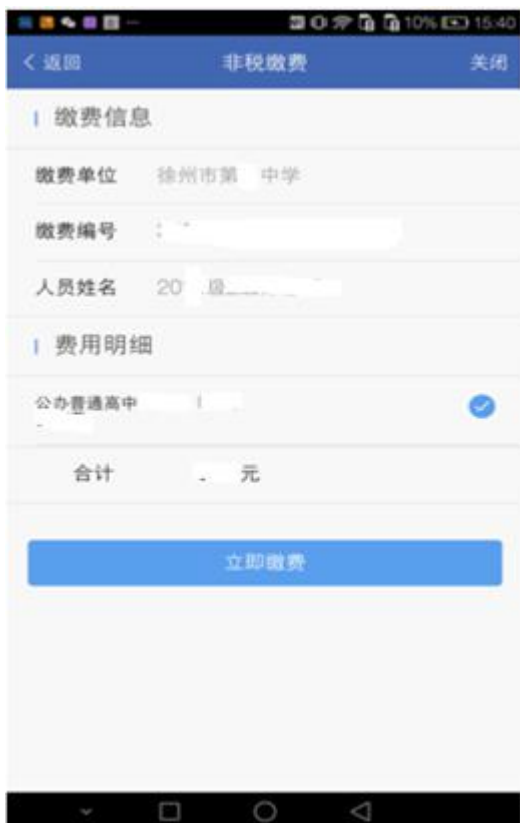 10% 15:40
返回 非税缴费 关闭
缴费信息
缴费单位 徐州市第 中学
缴费编号
人员姓名 20 级
费用明细
公办普通高中
合计 元
立即缴费